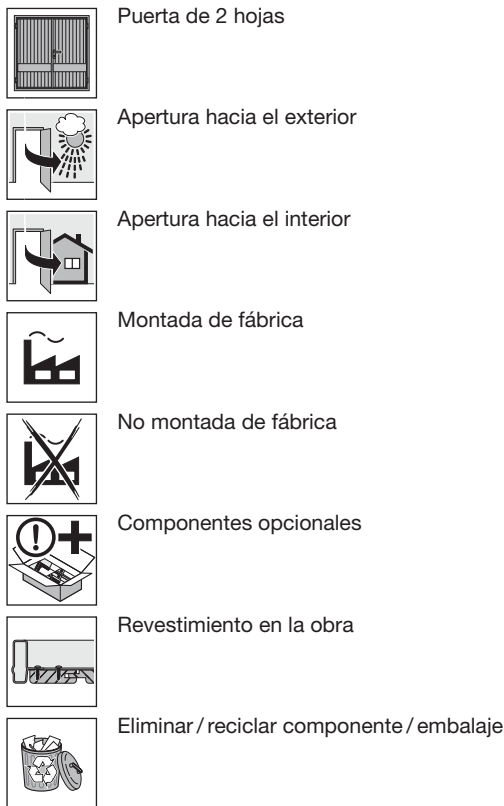 Puerta de 2 hojas
Apertura hacia el exterior
Apertura hacia el interior
Montada de fábrica
No montada de fábrica
Componentes opcionales
Revestimiento en la obra
Eliminar / reciclar componente / embalaje